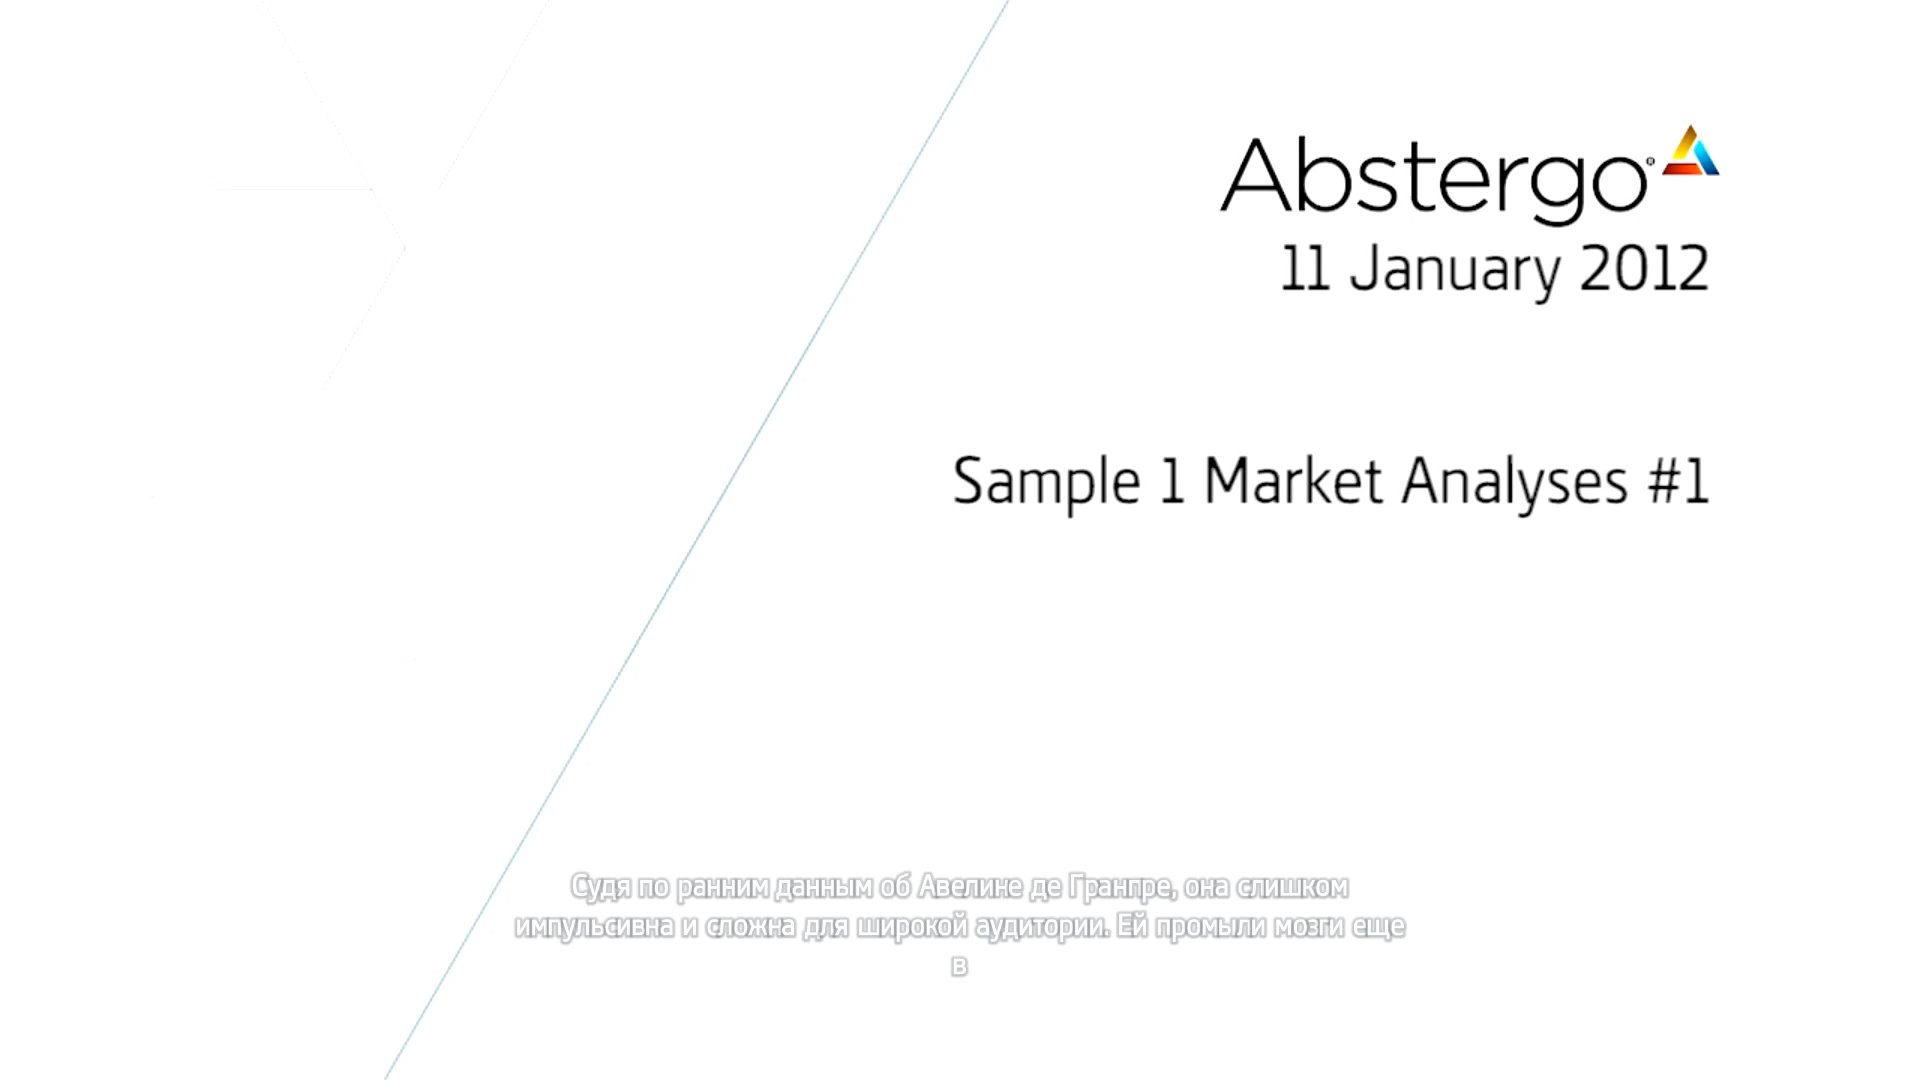 Abstergo®
11 January 2012
Sample 1 Market Analyses #1
Судя по ранним данным об Авелине де Гранпре, она слишком
импульсивна и сложна для широкой аудитории. Ей промыли мозги еще
в